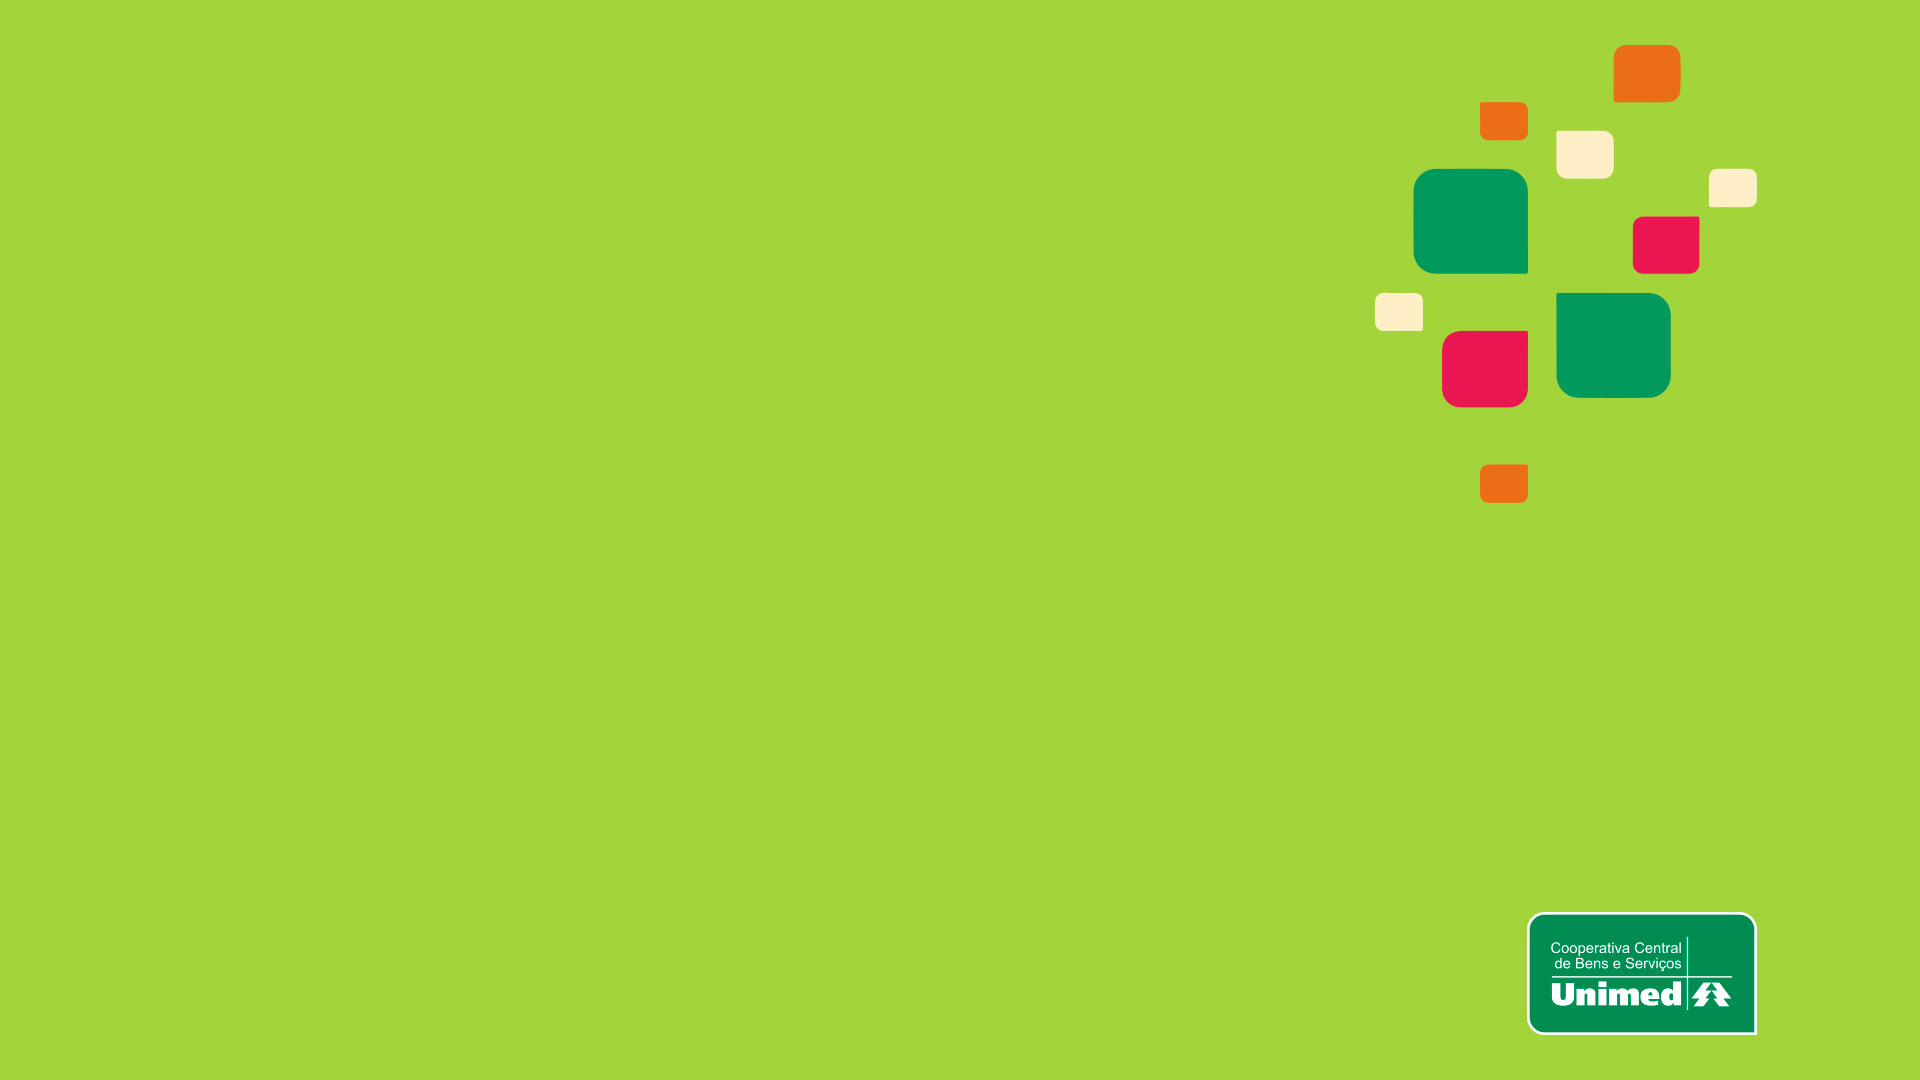 Cooperativa Central
de Bens e Serviços
Unimed